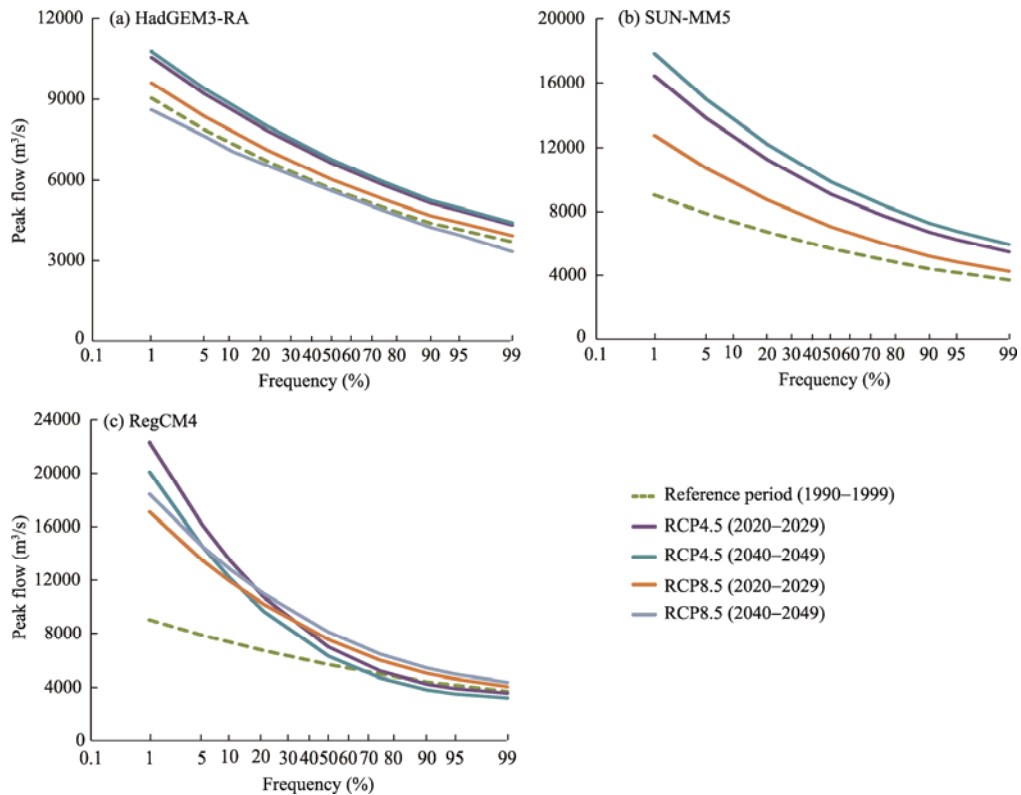 (a) HadGEM3-RA
12000
9000
6000
3000
0
Peak flow (m³/s)
0.1 1 5 10 20 30 40 50 60 70 80 90 95 99
Frequency (%)
(b) SUN-MM5
20000
16000
12000
8000
4000
0
Peak flow (m³/s)
0.1 1 5 10 20 30 40 50 60 70 80 90 95 99
Frequency (%)
(c) RegCM4
24000
20000
16000
12000
8000
4000
0
Peak flow (m³/s)
0.1 1 5 10 20 30 40 50 60 70 80 90 95 99
Frequency (%)
Reference period (1990–1999)
RCP4.5 (2020–2029)
RCP4.5 (2040–2049)
RCP8.5 (2020–2029)
RCP8.5 (2040–2049)